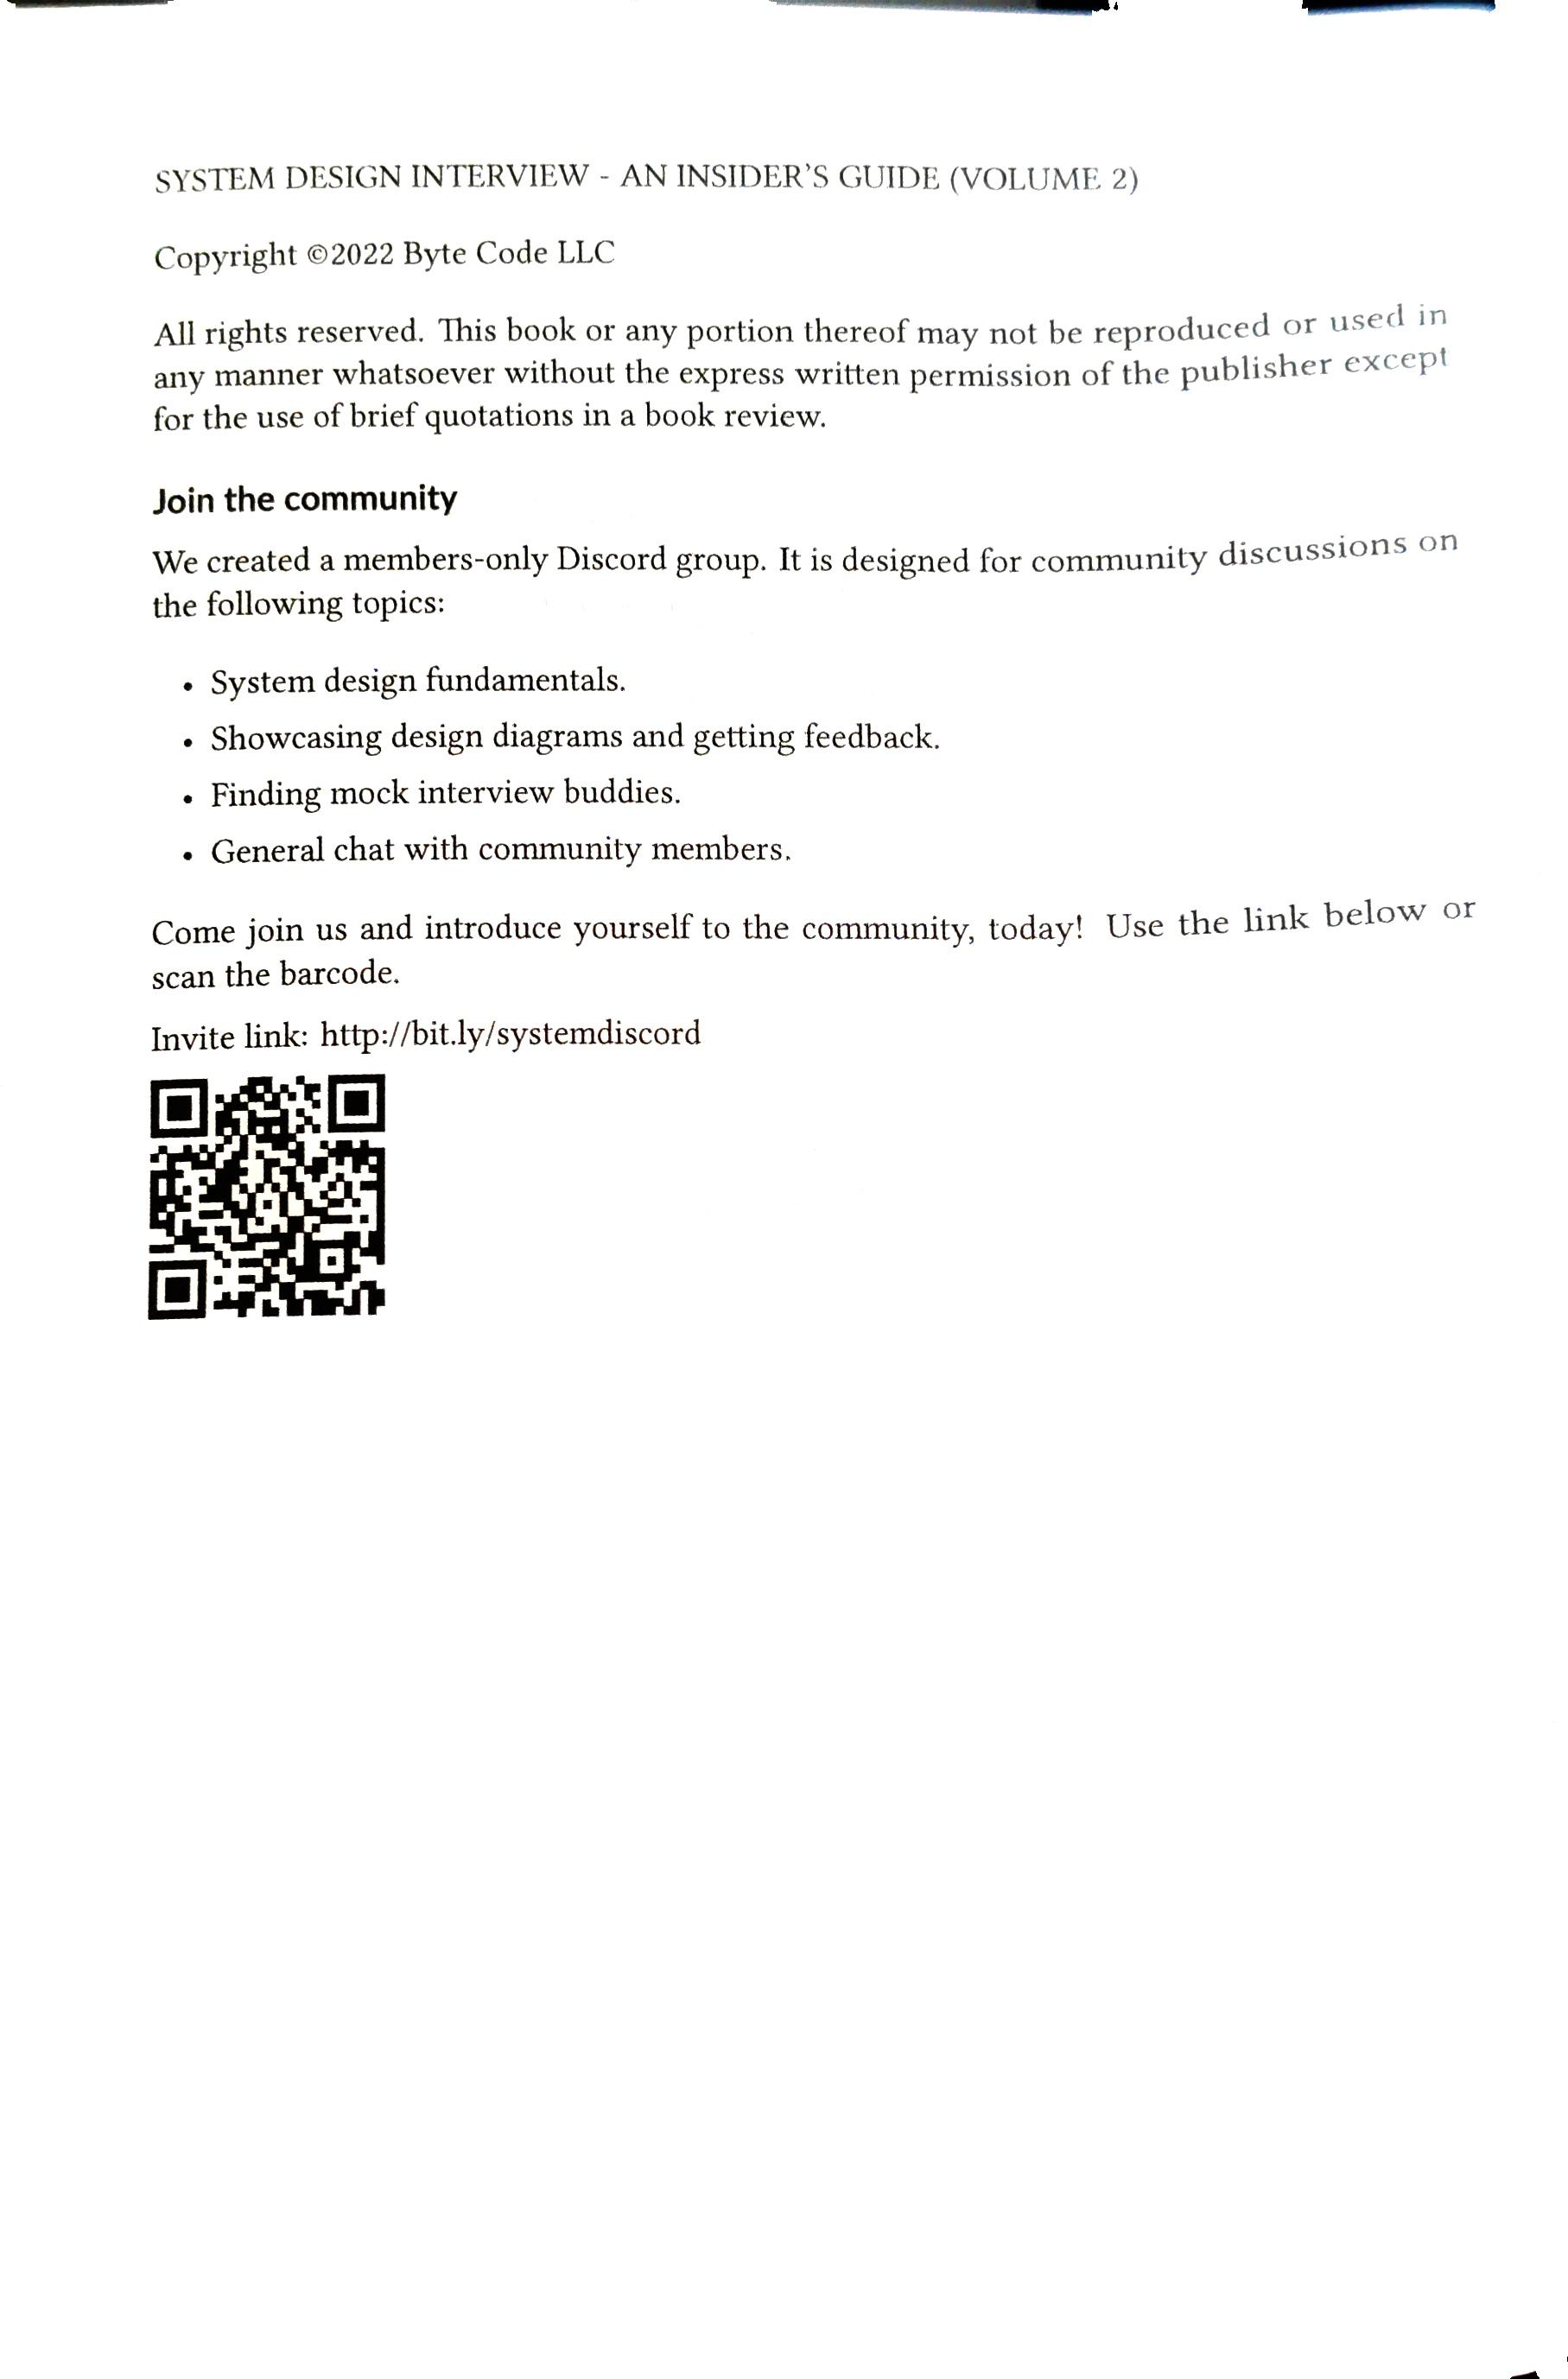 SYSTEM DESIGN INTERVIEW - AN INSIDER'S GUIDE (VOLUME 2)
Copyright ©2022 Byte Code LLC
All rights reserved. This book or any portion thereof may not be reproduced or used in
any manner whatsoever without the express written permission of the publisher except
for the use of brief quotations in a book review.
Join the community
We created a members-only Discord group. It is designed for community discussions on
the following topics:
• System design fundamentals.
• Showcasing design diagrams and getting feedback.
• Finding mock interview buddies.
• General chat with community members.
Come join us and introduce yourself to the community, today! Use the link below or
scan the barcode.
Invite link: http://bit.ly/systemdiscord